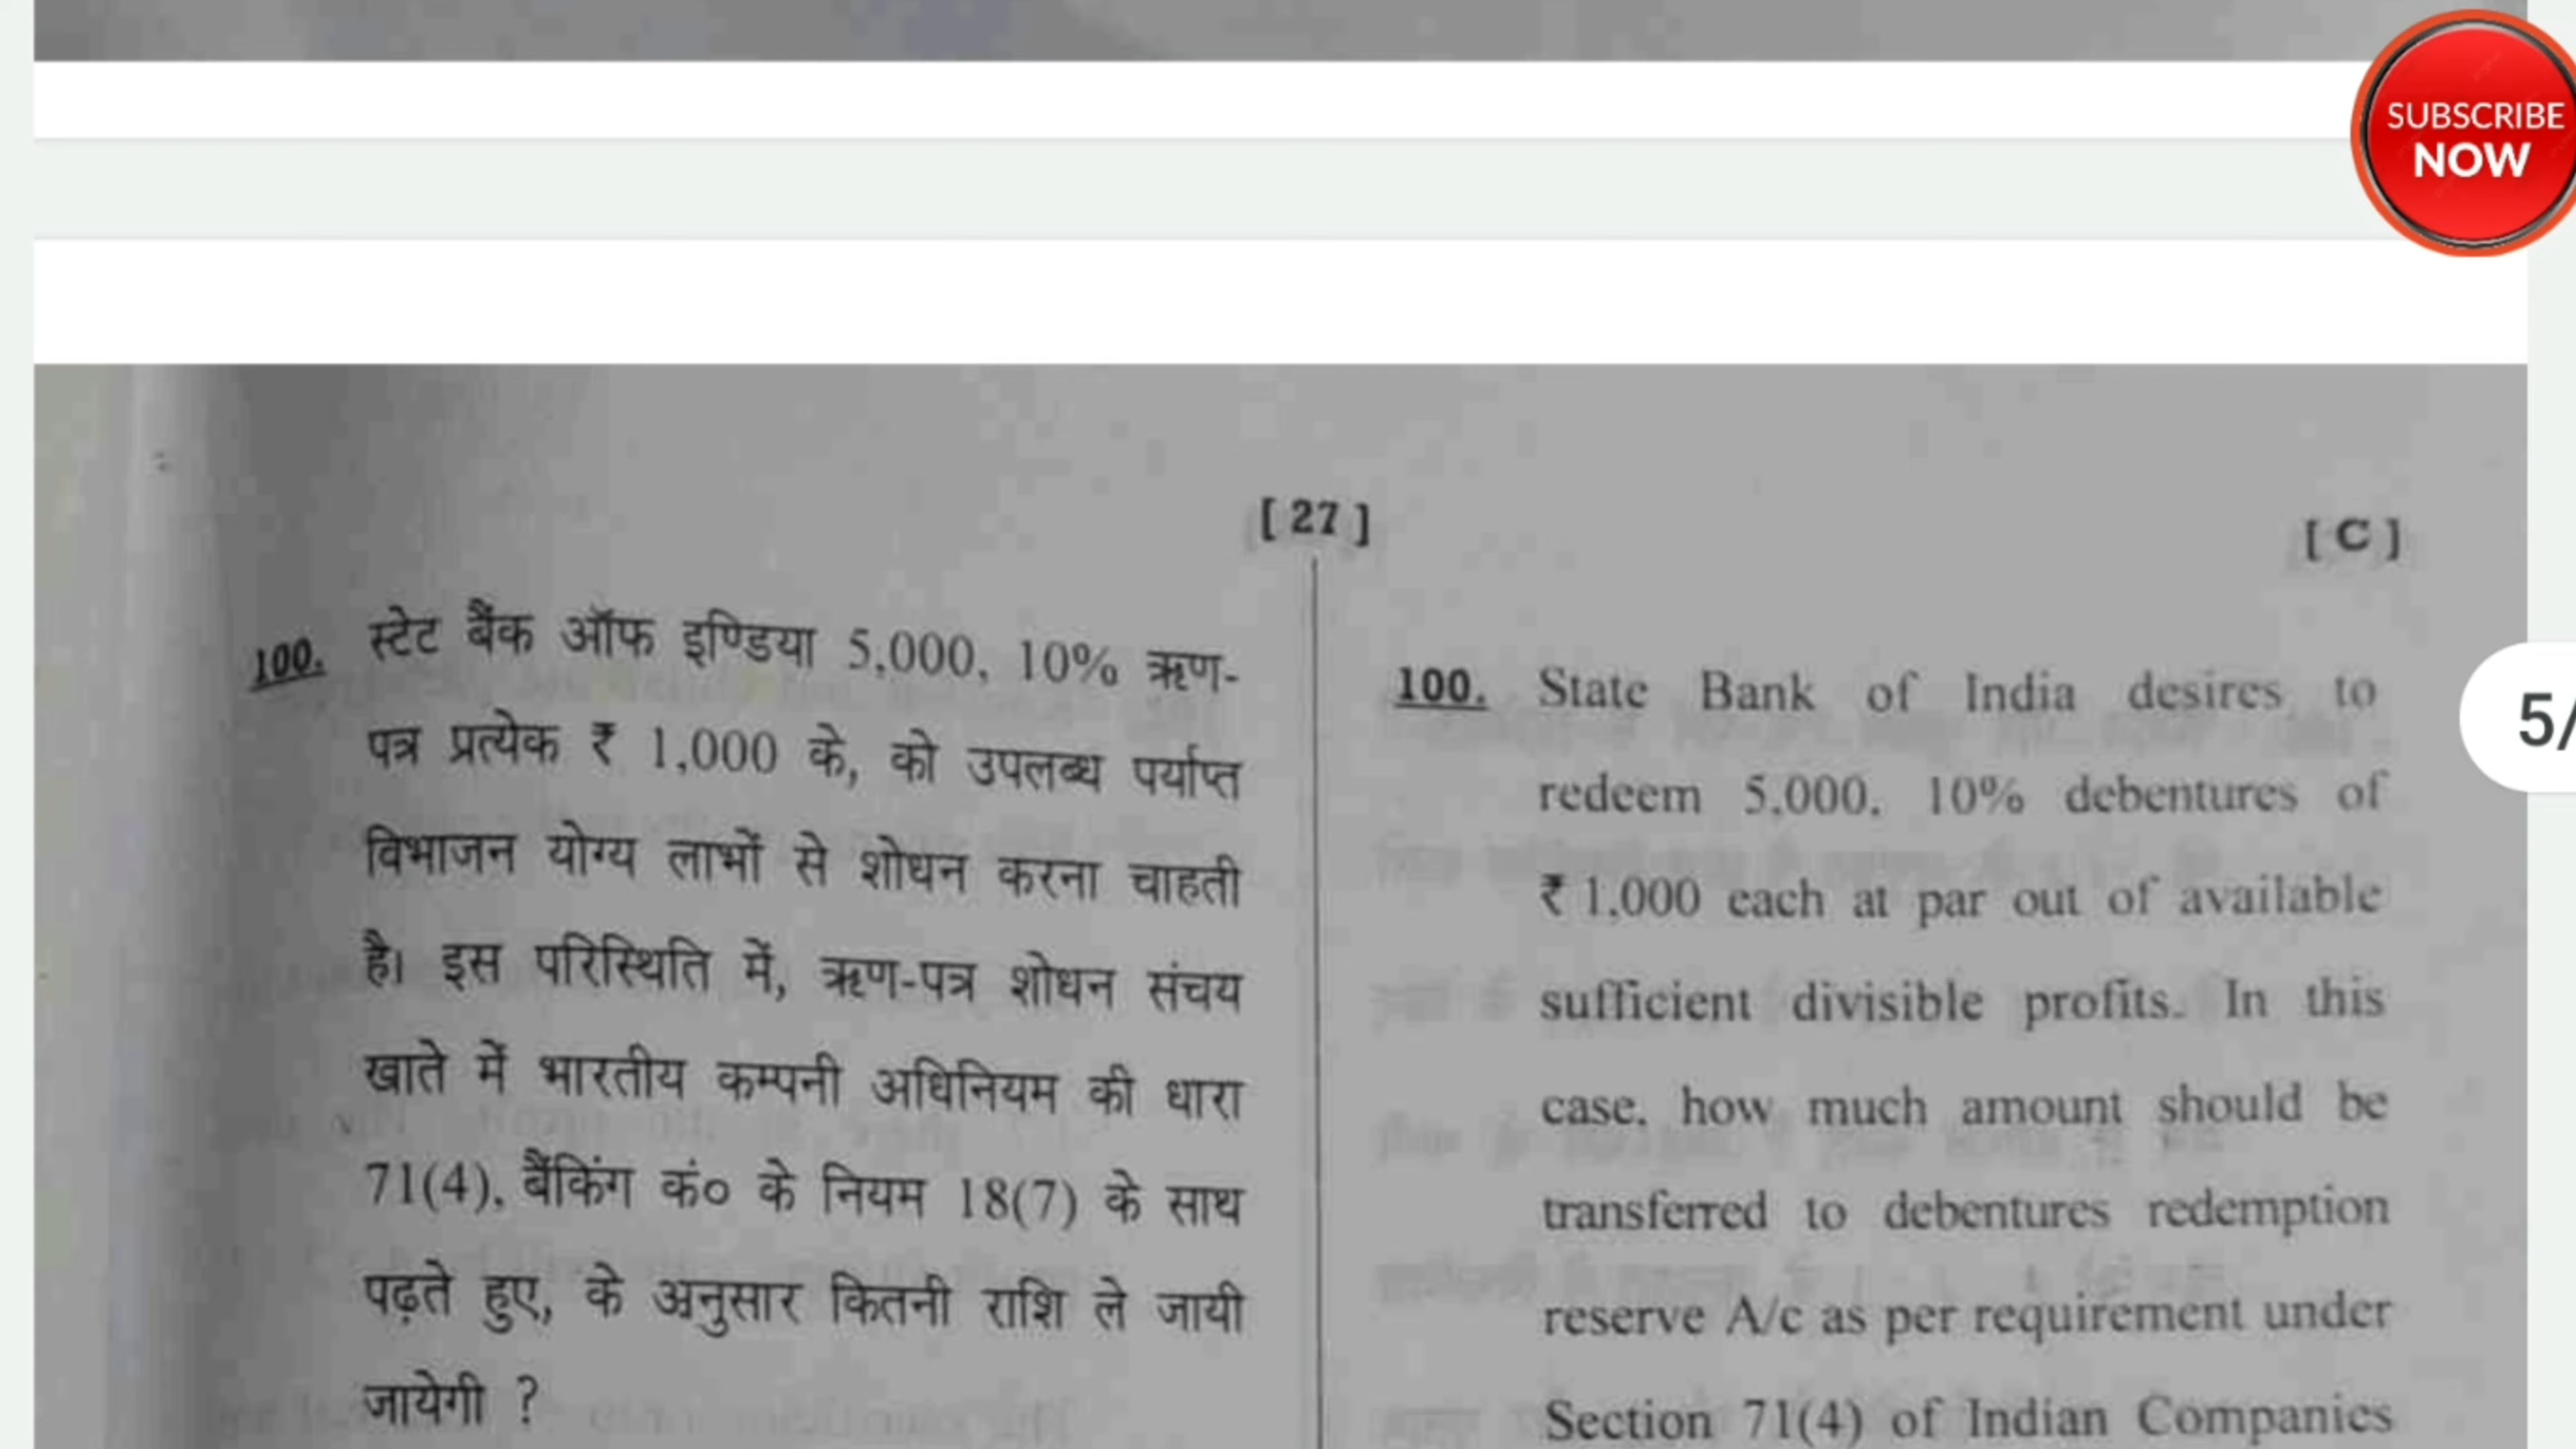 SUBSCRIBE
NOW
[ 27 ]
[ C ]
100. स्टेट बैंक ऑफ इण्डिया 5,000, 10% ऋण-
पत्र प्रत्येक ₹ 1,000 के, को उपलब्ध पर्याप्त
विभाजन योग्य लाभों से शोधन करना चाहती
है। इस परिस्थिति में, ऋण-पत्र शोधन संचय
खाते में भारतीय कम्पनी अधिनियम की धारा
71(4), बैंकिंग कं० के नियम 18(7) के साथ
पढ़ते हुए, के अनुसार कितनी राशि ले जायी
जायेगी ?
100. State Bank of India desires to
redeem 5,000, 10% debentures of
₹ 1,000 each at par out of available
sufficient divisible profits. In this
case, how much amount should be
transferred to debentures redemption
reserve A/c as per requirement under
Section 71(4) of Indian Companies
5/